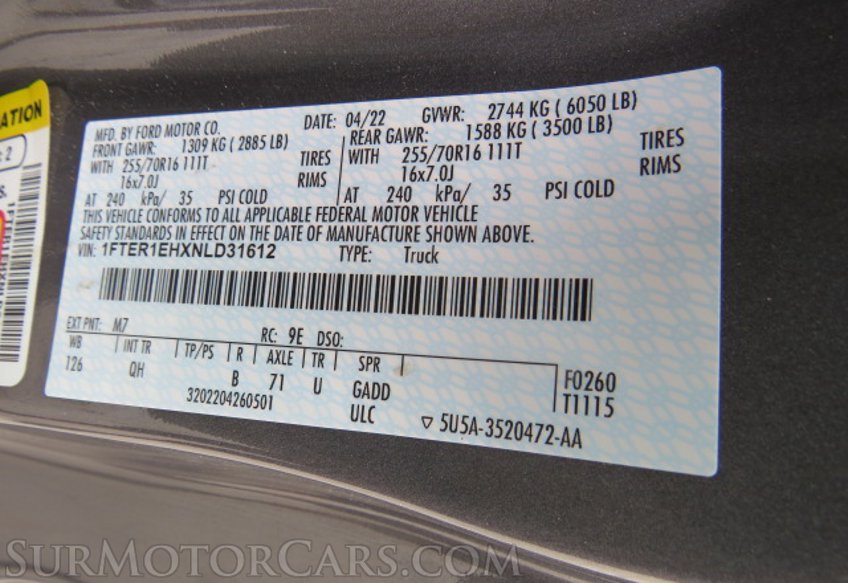 ATION
: 2
s.
MFD. BY FORD MOTOR CO. DATE: 04/22 GVWR: 2744 KG ( 6050 LB)
FRONT GAWR: 1309 KG ( 2885 LB) REAR GAWR: 1588 KG ( 3500 LB)
WITH 255/70R16 111T TIRES WITH 255/70R16 111T TIRES
16x7.0J RIMS 16x7.0J RIMS
AT 240 kPa/ 35 PSI COLD AT 240 kPa/ 35 PSI COLD
THIS VEHICLE CONFORMS TO ALL APPLICABLE FEDERAL MOTOR VEHICLE
SAFETY STANDARDS IN EFFECT ON THE DATE OF MANUFACTURE SHOWN ABOVE.
VIN: 1FTER1EHXNLD31612 TYPE: Truck
EXT PNT: M7 RC: 9E DSO:
WB INT TR TP/PS R AXLE TR SPR
126 QH B 71 U GADD F0260
3202204260501 ULC T1115
▽ 5U5A-3520472-AA
SURMOTORCARS.COM